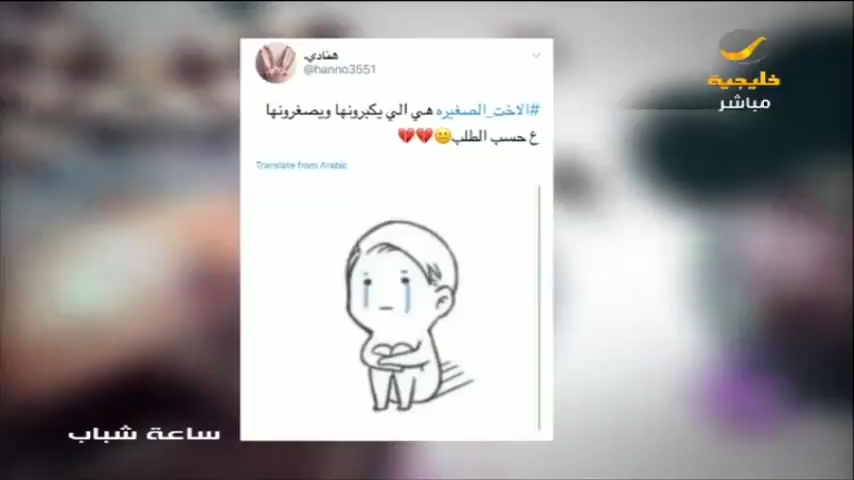 هنادي.
@hanno3551
#الاخت_الصغيره هي الي يكبرونها ويصغرونها
ع حسب الطلب😐💔💔
Translate from Arabic
خليجية
مباشر
ساعة شباب